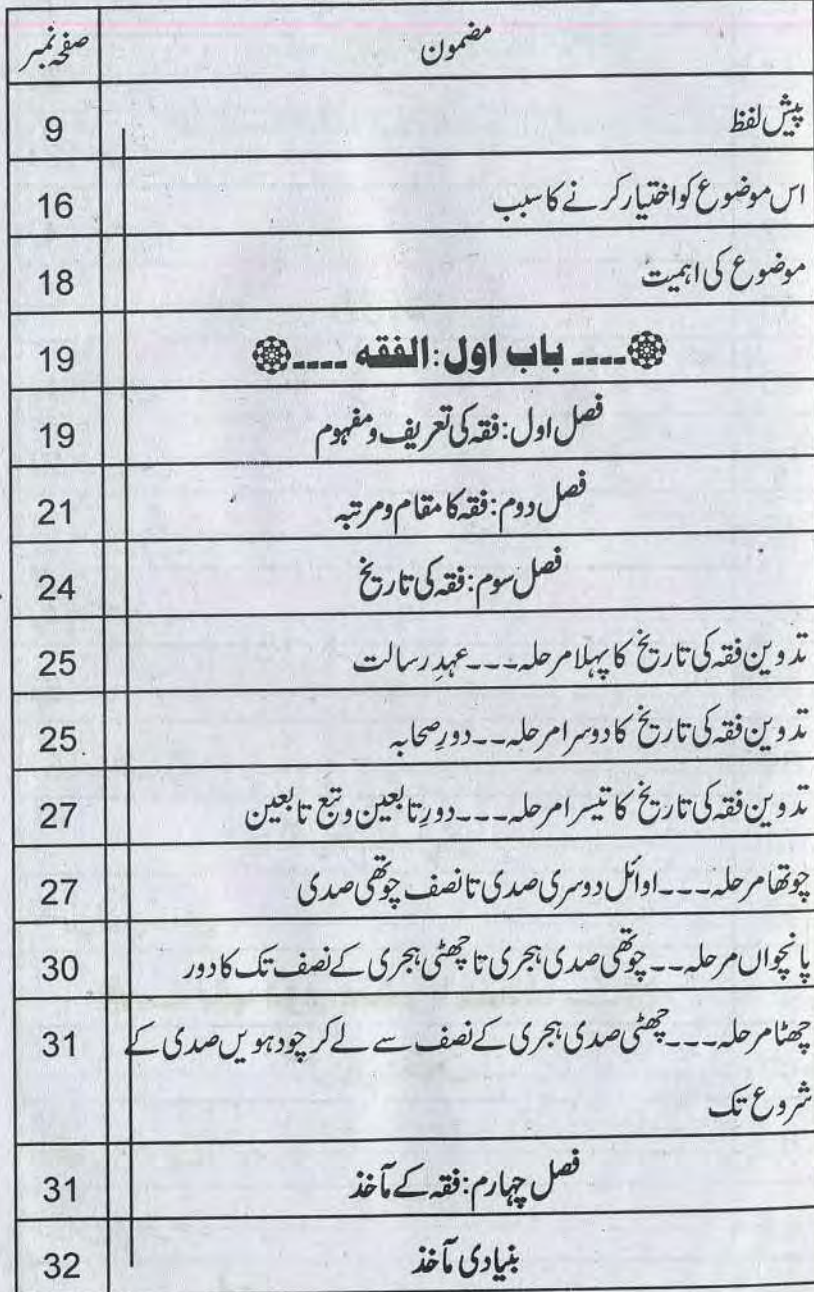 مضمون صفحہ نمبر
پیش لفظ 9
اس موضوع کو اختیار کرنے کا سبب 16
موضوع کی اہمیت 18
۔۔۔۔ باب اول: الفقه ۔۔۔۔ 19
فصل اول: فقہ کی تعریف و مفہوم 19
فصل دوم: فقہ کا مقام و مرتبہ 21
فصل سوم: فقہ کی تاریخ 24
تدوین فقہ کی تاریخ کا پہلا مرحلہ۔۔۔عہدِ رسالت 25
تدوین فقہ کی تاریخ کا دوسرا مرحلہ۔۔دورِ صحابہ 25
تدوین فقہ کی تاریخ کا تیسرا مرحلہ۔۔۔دورِ تابعین و تبع تابعین 27
چوتھا مرحلہ۔۔۔اوائل دوسری صدی تا نصف چوتھی صدی 27
پانچواں مرحلہ۔۔چوتھی صدی ہجری تا چھٹی ہجری کے نصف تک کا دور 30
چھٹا مرحلہ۔۔۔چھٹی صدی ہجری کے نصف سے لے کر چودہویں صدی کے 31
شروع تک
فصل چہارم: فقہ کے مآخذ 31
بنیادی مآخذ 32